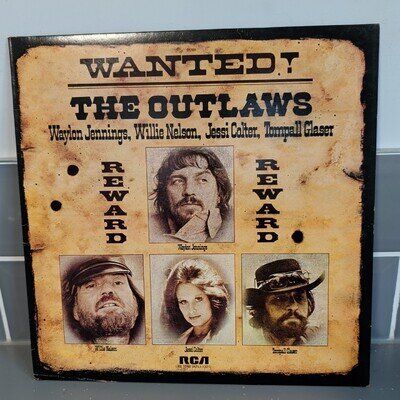 WANTED!
THE OUTLAWS
Waylon Jennings, Willie Nelson, Jessi Colter, Tompall Glaser
REWARD
REWARD
Waylon Jennings
Willie Nelson
Jessi Colter
Tompall Glaser
RCA